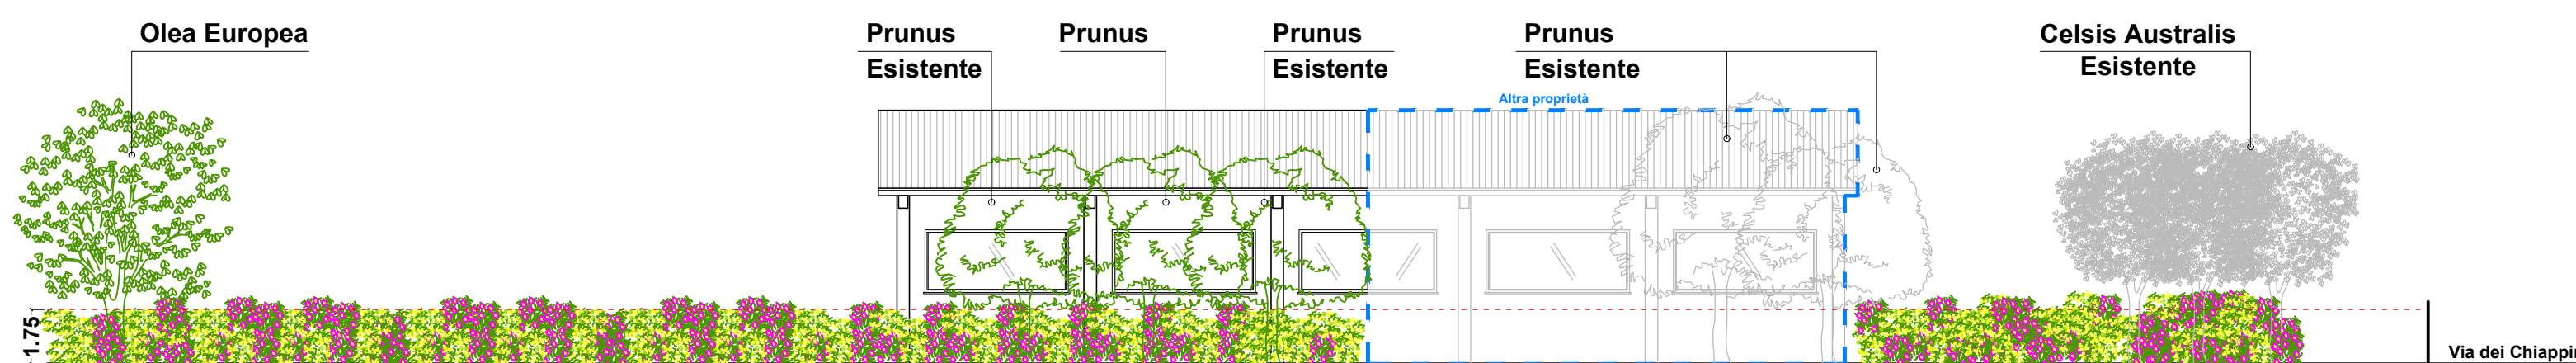 Olea Europea
Prunus
Esistente
Prunus
Prunus
Esistente
Prunus
Esistente
Celsis Australis
Esistente
Altra proprietà
1.75